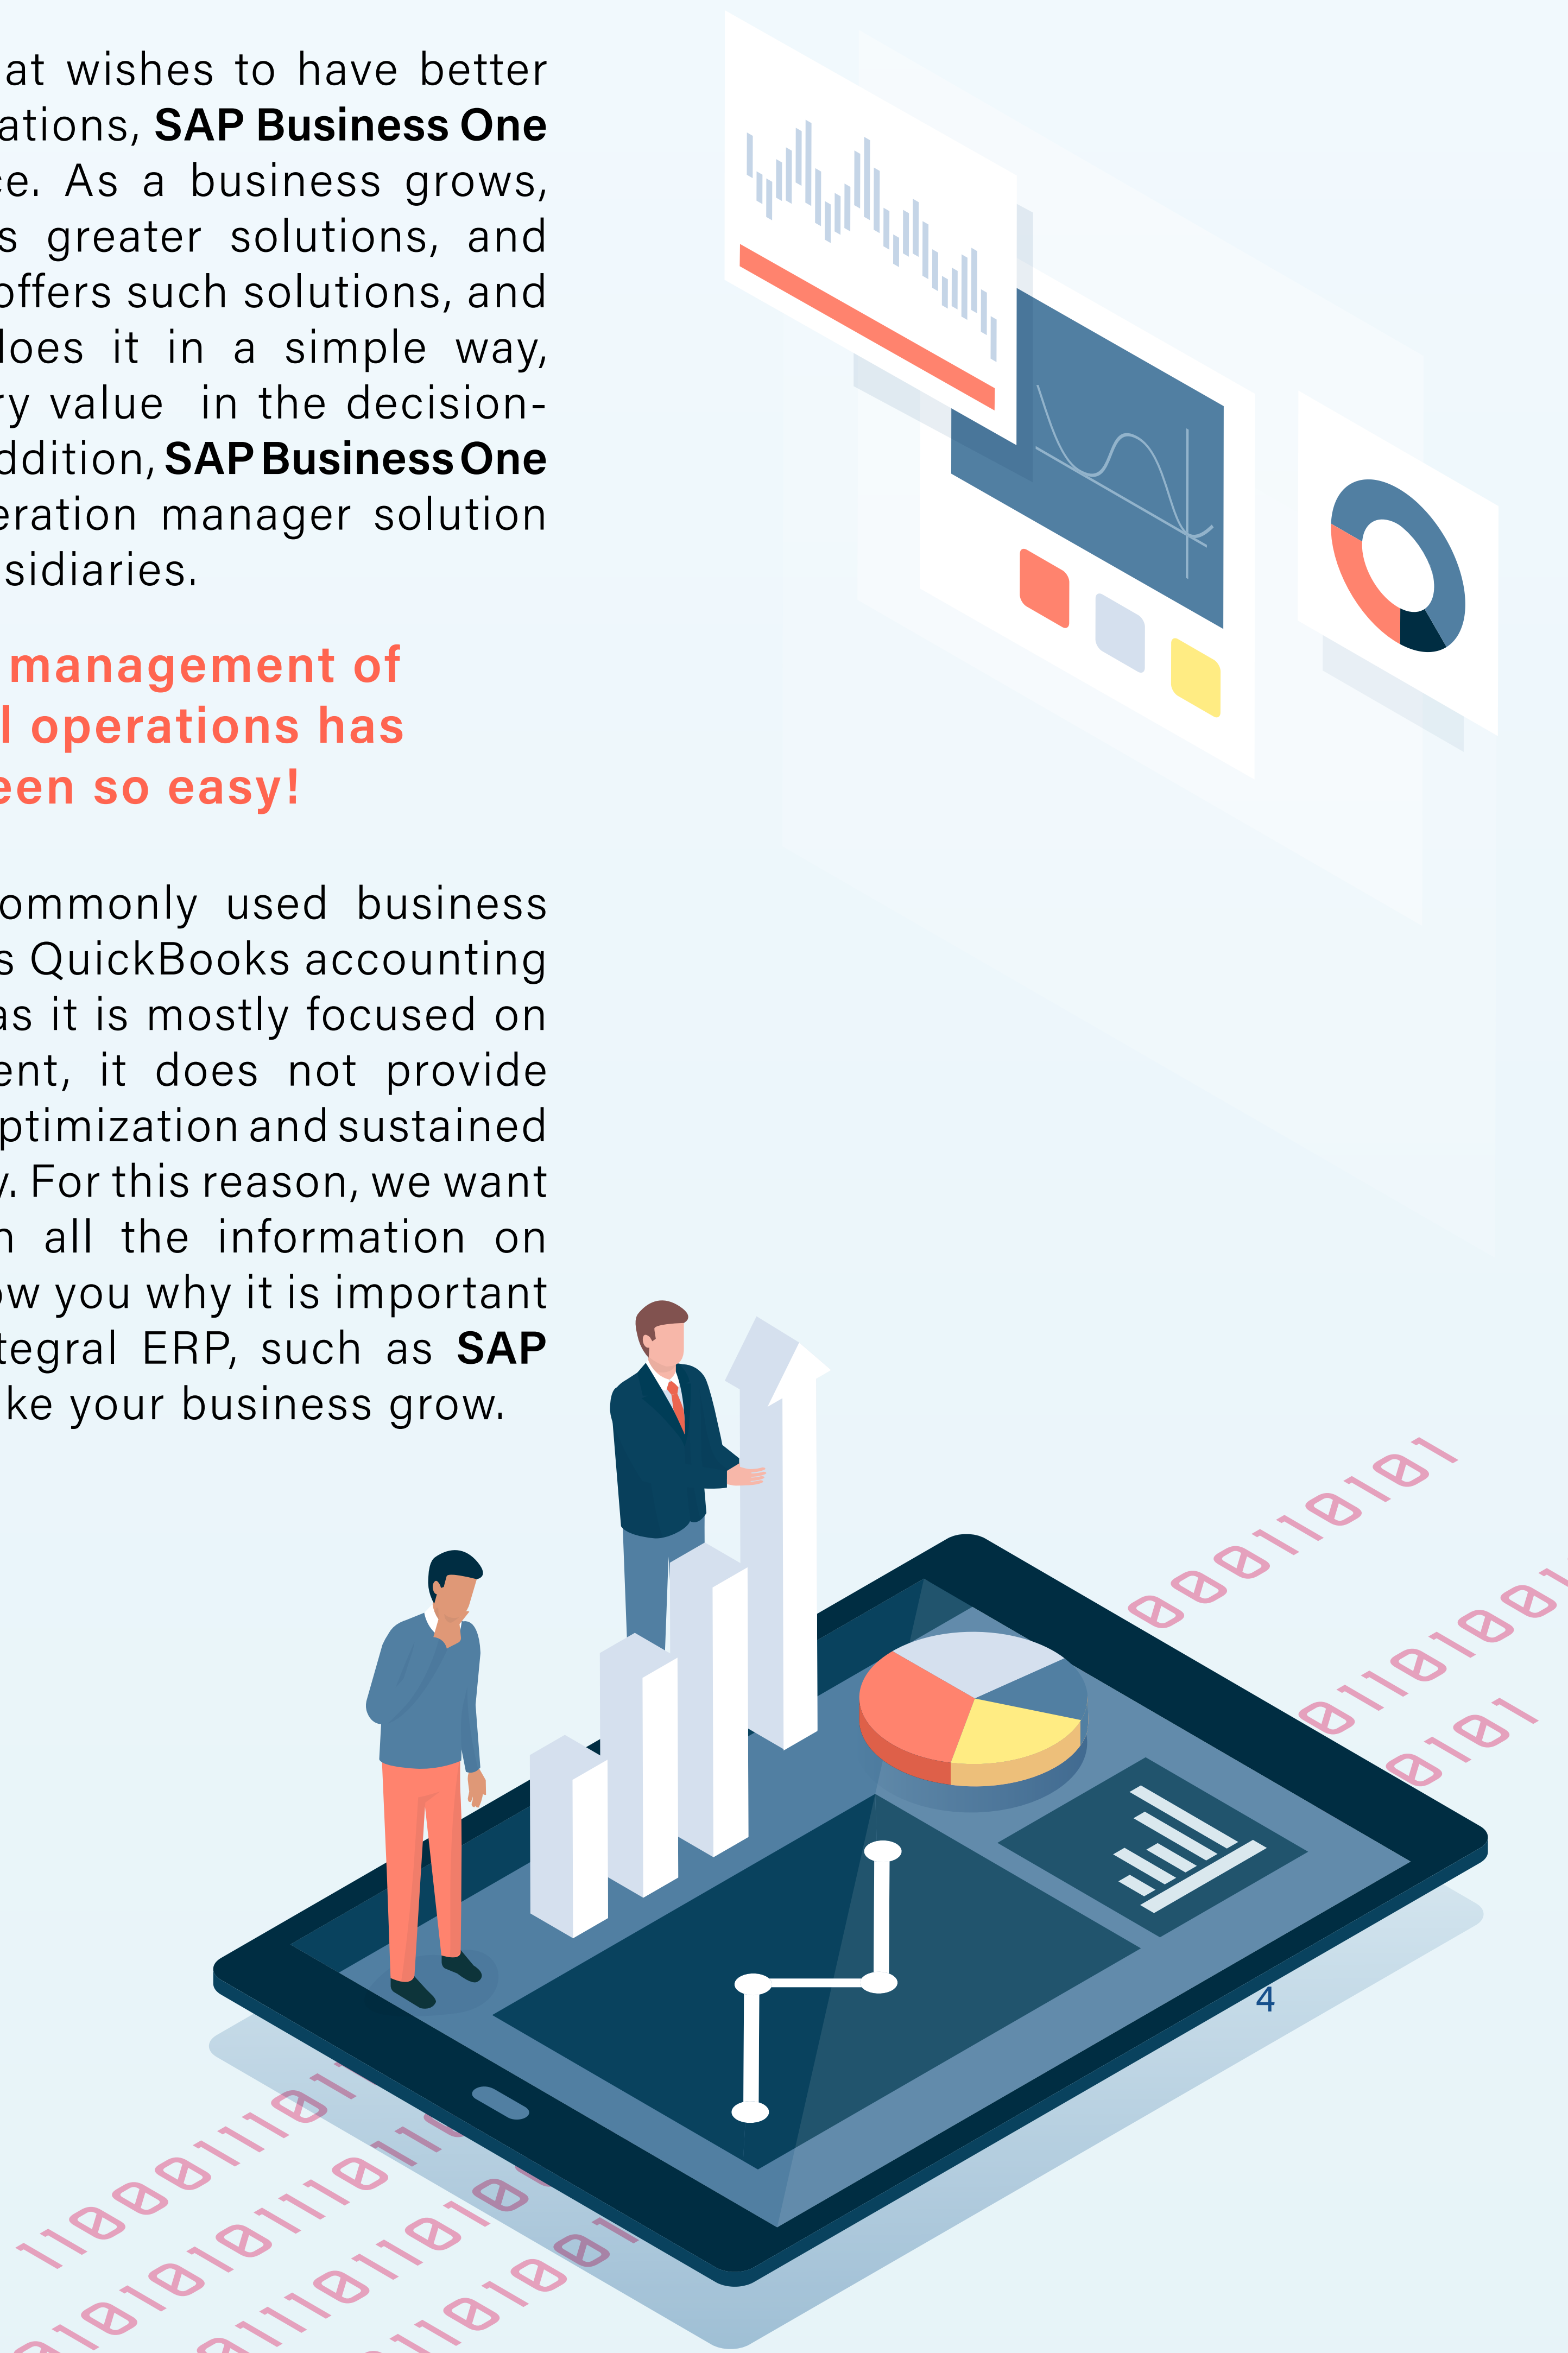 at wishes to have better
ations, SAP Business One
ce. As a business grows,
s greater solutions, and
offers such solutions, and
does it in a simple way,
ry value in the decision-
ddition, SAP Business One
eration manager solution
sidiaries.
management of
l operations has
een so easy!
ommonly used business
s QuickBooks accounting
as it is mostly focused on
ent, it does not provide
ptimization and sustained
y. For this reason, we want
n all the information on
ow you why it is important
tegral ERP, such as SAP
ke your business grow.
4